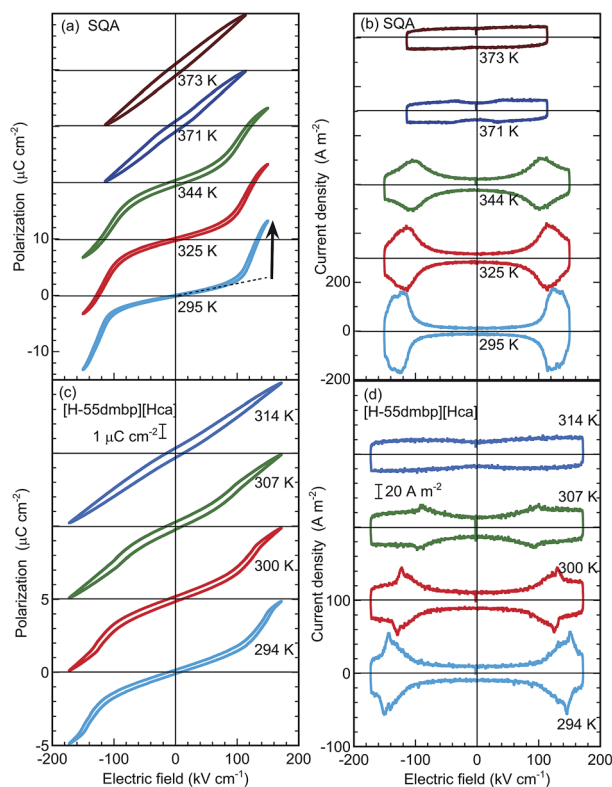 (a) SQA
373 K
371 K
344 K
325 K
295 K
10
0
-10
Polarization (μC cm-2)
(b) SQA
373 K
371 K
344 K
325 K
295 K
200
0
-200
Current density (A m-2)
(c)
[H-55dmbp][Hca]
1 μC cm-2
314 K
307 K
300 K
294 K
5
0
-5
Polarization (μC cm-2)
-200 -100 0 100 200
Electric field (kV cm-1)
(d)
[H-55dmbp][Hca]
314 K
20 A m-2
307 K
300 K
294 K
100
0
-100
Current density (A m-2)
-200 -100 0 100 200
Electric field (kV cm-1)